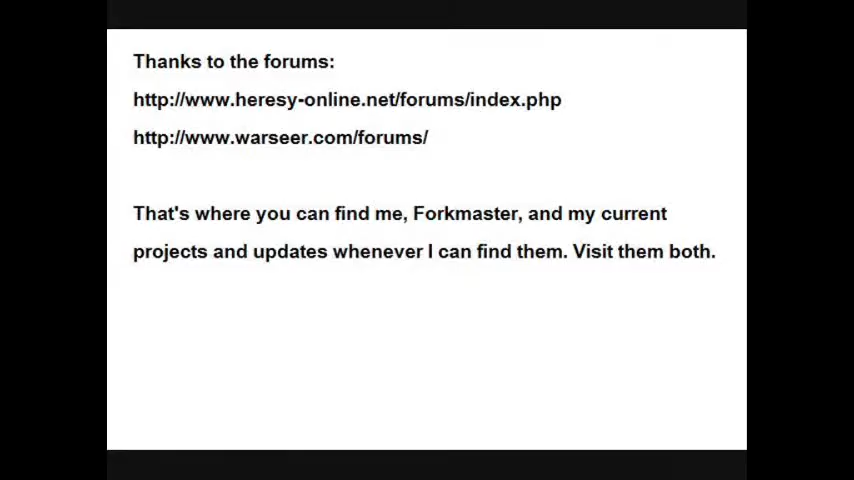 Thanks to the forums:
http://www.heresy-online.net/forums/index.php
http://www.warseer.com/forums/
That's where you can find me, Forkmaster, and my current
projects and updates whenever I can find them. Visit them both.